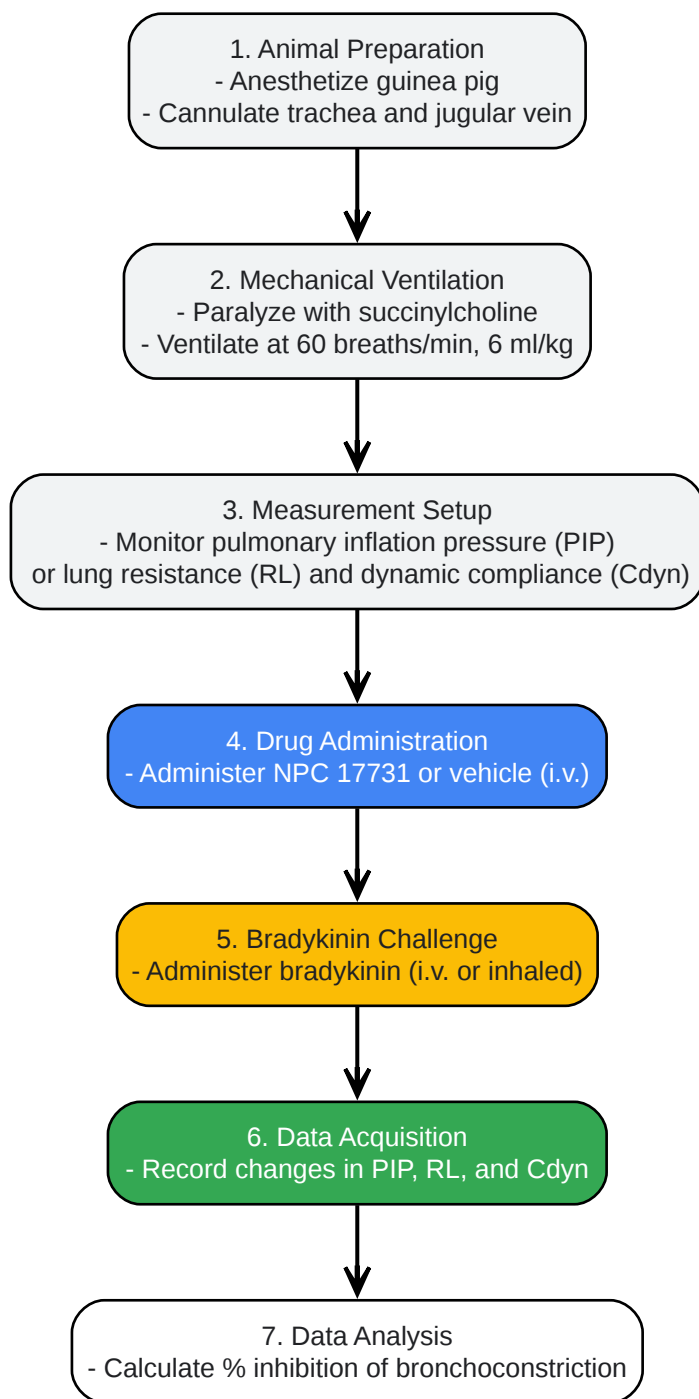 1. Animal Preparation
- Anesthetize guinea pig
- Cannulate trachea and jugular vein
2. Mechanical Ventilation
- Paralyze with succinylcholine
- Ventilate at 60 breaths/min, 6 ml/kg
3. Measurement Setup
- Monitor pulmonary inflation pressure (PIP)
or lung resistance (RL) and dynamic compliance (Cdyn)
4. Drug Administration
- Administer NPC 17731 or vehicle (i.v.)
5. Bradykinin Challenge
- Administer bradykinin (i.v. or inhaled)
6. Data Acquisition
- Record changes in PIP, RL, and Cdyn
7. Data Analysis
- Calculate % inhibition of bronchoconstriction